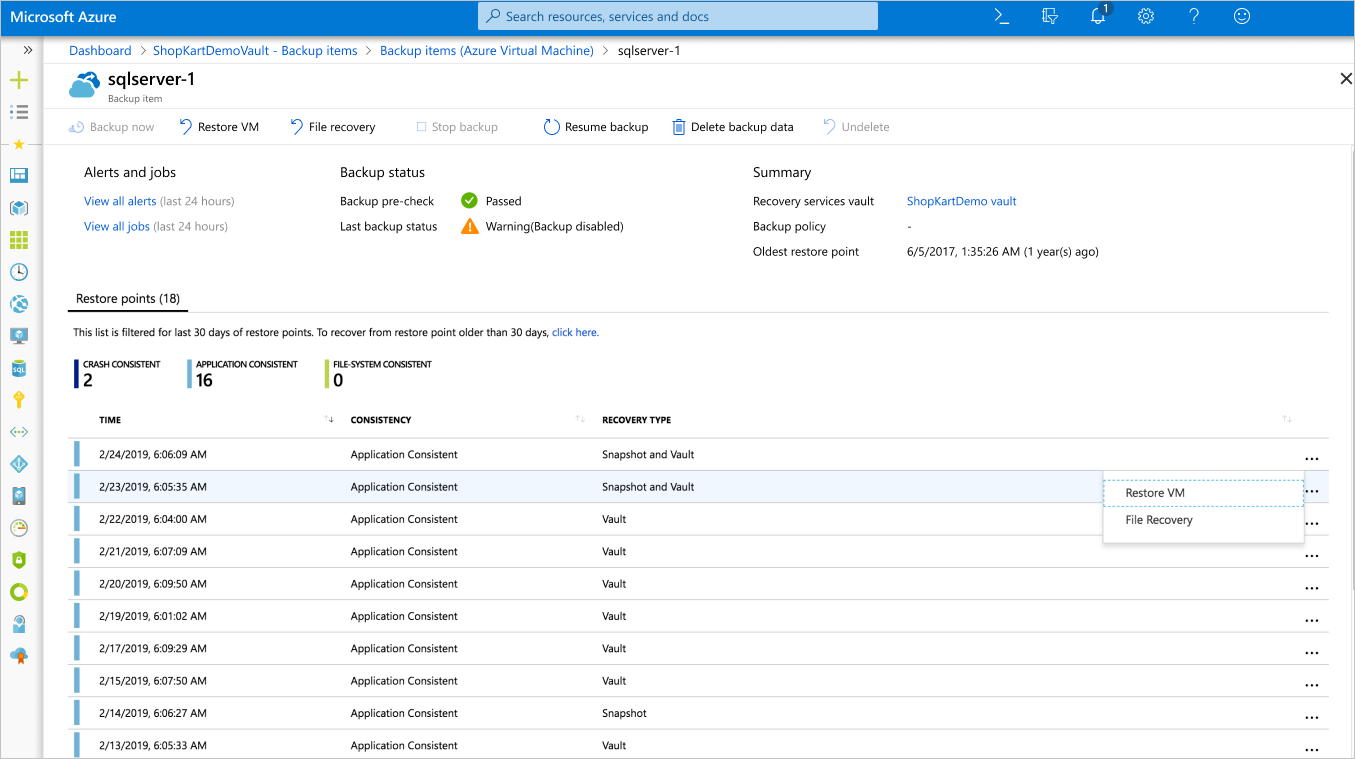 Microsoft Azure
Search resources, services and docs
1
Dashboard > ShopKartDemoVault - Backup items > Backup items (Azure Virtual Machine) > sqlserver-1
sqlserver-1
Backup item
Backup now Restore VM File recovery Stop backup Resume backup Delete backup data Undelete
Alerts and jobs Backup status Summary
View all alerts (last 24 hours) Backup pre-check Passed Recovery services vault ShopKartDemo vault
View all jobs (last 24 hours) Last backup status Warning(Backup disabled) Backup policy -
Oldest restore point 6/5/2017, 1:35:26 AM (1 year(s) ago)
Restore points (18)
This list is filtered for last 30 days of restore points. To recover from restore point older than 30 days, click here.
CRASH CONSISTENT APPLICATION CONSISTENT FILE-SYSTEM CONSISTENT
2 16 0
TIME CONSISTENCY RECOVERY TYPE
2/24/2019, 6:06:09 AM Application Consistent Snapshot and Vault ...
2/23/2019, 6:05:35 AM Application Consistent Snapshot and Vault ...
Restore VM
File Recovery
2/22/2019, 6:04:00 AM Application Consistent Vault ...
2/21/2019, 6:07:09 AM Application Consistent Vault ...
2/20/2019, 6:09:50 AM Application Consistent Vault ...
2/19/2019, 6:01:02 AM Application Consistent Vault ...
2/17/2019, 6:09:29 AM Application Consistent Vault ...
2/15/2019, 6:07:50 AM Application Consistent Vault ...
2/14/2019, 6:06:27 AM Application Consistent Snapshot ...
2/13/2019, 6:05:33 AM Application Consistent Vault ...
SQL